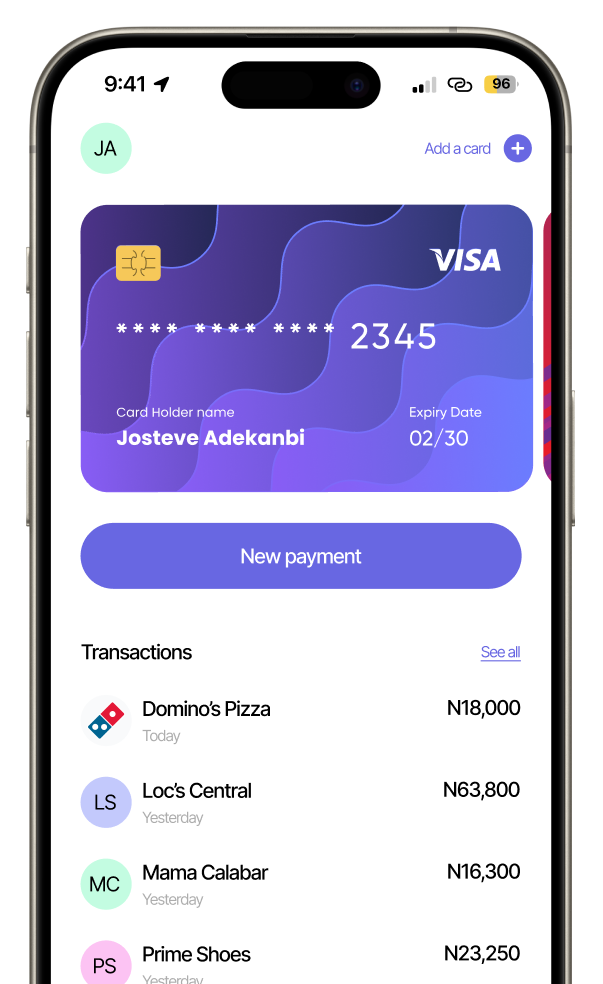 9:41 96
JA Add a card
VISA
**** **** **** 2345
Card Holder name Expiry Date
Josteve Adekanbi 02/30
New payment
Transactions See all
Domino's Pizza N18,000
Today
LS Loc's Central N63,800
Yesterday
MC Mama Calabar N16,300
Yesterday
PS Prime Shoes N23,250
Yesterday